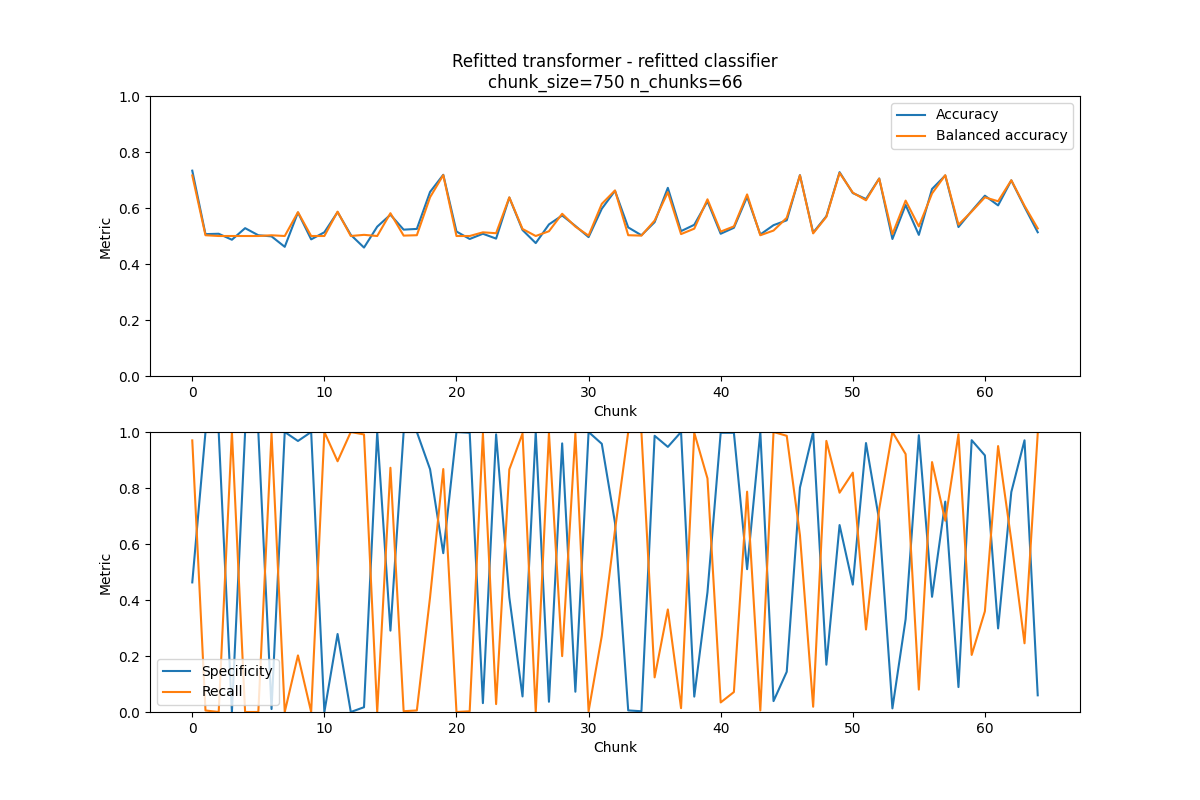 Refitted transformer - refitted classifier
chunk_size=750 n_chunks=66
1.0
0.8
0.6
0.4
0.2
0.0
Metric
Accuracy
Balanced accuracy
0 10 20 30 40 50 60
Chunk
1.0
0.8
0.6
0.4
0.2
0.0
Metric
Specificity
Recall
0 10 20 30 40 50 60
Chunk